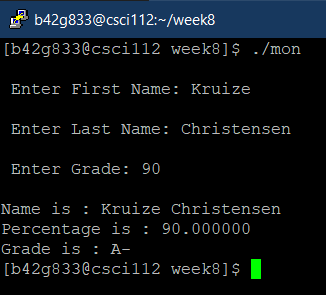 b42g833@csci112:~/week8
[b42g833@csci112 week8]$ ./mon
Enter First Name: Kruize
Enter Last Name: Christensen
Enter Grade: 90
Name is : Kruize Christensen
Percentage is : 90.000000
Grade is : A-
[b42g833@csci112 week8]$